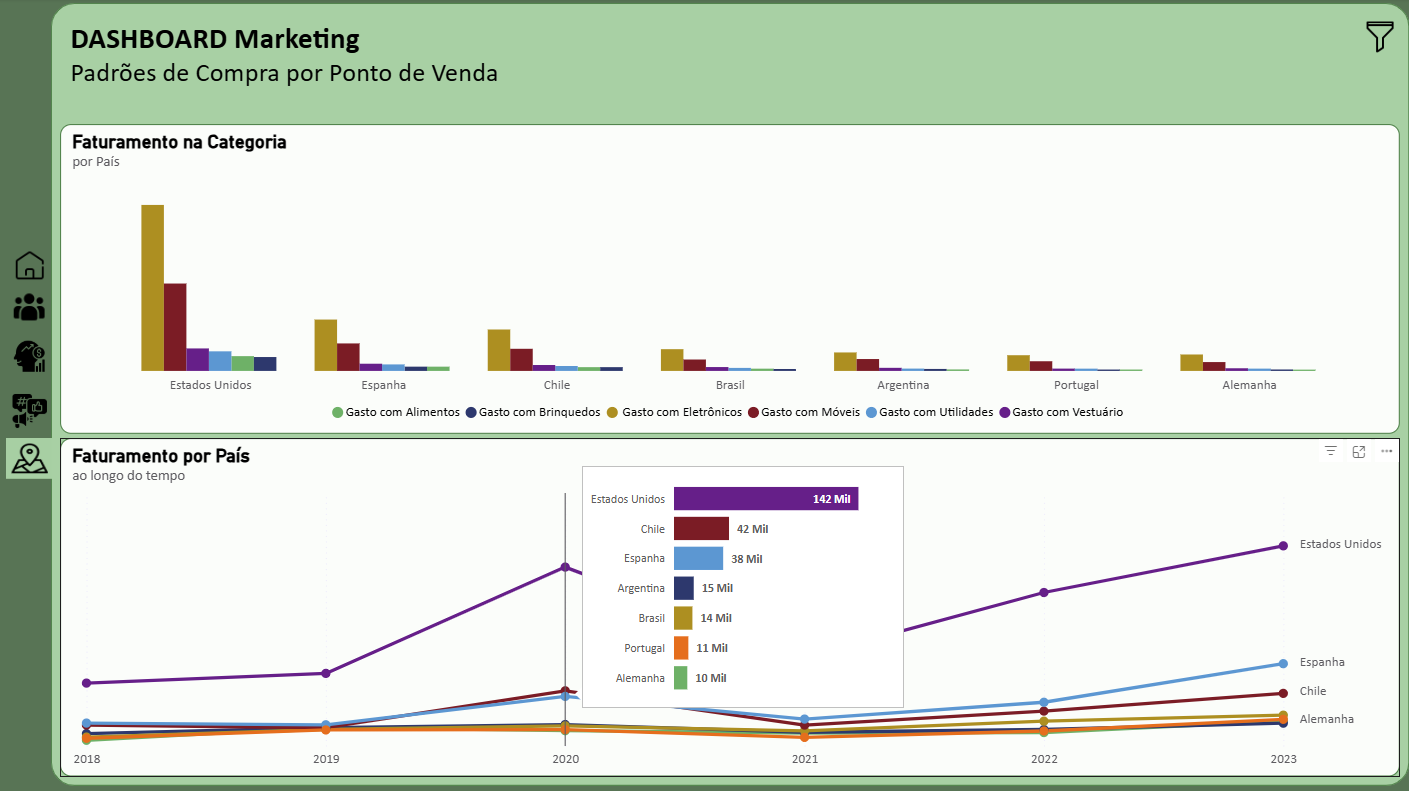 DASHBOARD Marketing
Padrões de Compra por Ponto de Venda
Faturamento na Categoria
por País
Estados Unidos Espanha Chile Brasil Argentina Portugal Alemanha
Gasto com Alimentos Gasto com Brinquedos Gasto com Eletrônicos Gasto com Móveis Gasto com Utilidades Gasto com Vestuário
Faturamento por País
ao longo do tempo
Estados Unidos 142 Mil
Chile 42 Mil
Espanha 38 Mil
Argentina 15 Mil
Brasil 14 Mil
Portugal 11 Mil
Alemanha 10 Mil
Estados Unidos
Espanha
Chile
Alemanha
2018 2019 2020 2021 2022 2023